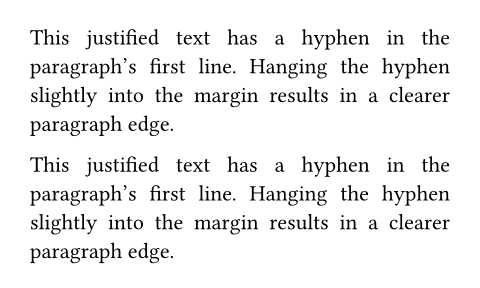 This justified text has a hyphen in the
paragraph’s first line. Hanging the hyphen
slightly into the margin results in a clearer
paragraph edge.
This justified text has a hyphen in the
paragraph’s first line. Hanging the hyphen
slightly into the margin results in a clearer
paragraph edge.